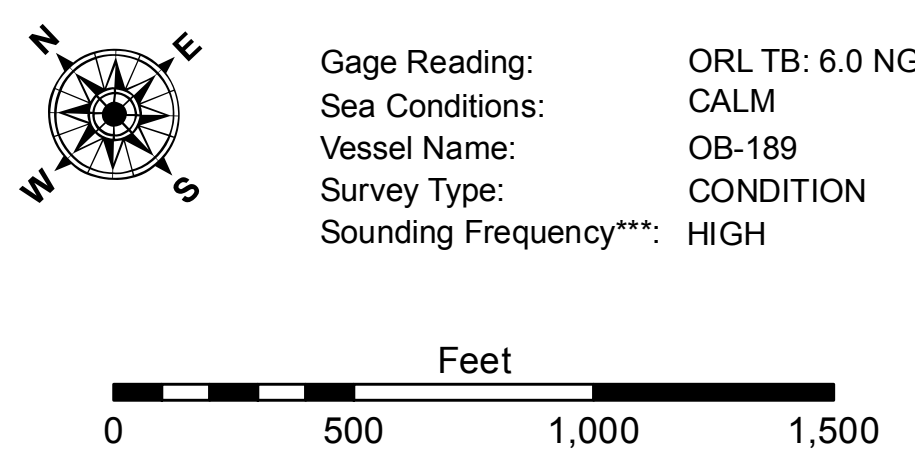 N E
W S
Gage Reading: ORL TB: 6.0 NG
Sea Conditions: CALM
Vessel Name: OB-189
Survey Type: CONDITION
Sounding Frequency***: HIGH
Feet
0 500 1,000 1,500